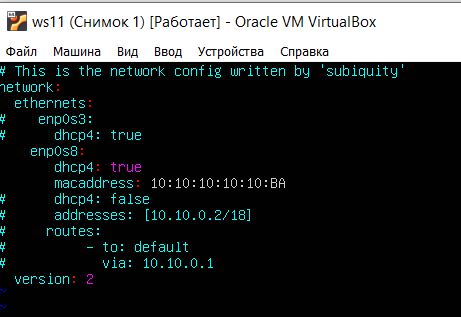 ws11 (Снимок 1) [Работает] - Oracle VM VirtualBox
Файл Машина Вид Ввод Устройства Справка
# This is the network config written by 'subiquity'
network:
  ethernets:
#    enp0s3:
#      dhcp4: true
    enp0s8:
       dhcp4: true
       macaddress: 10:10:10:10:10:BA
#      dhcp4: false
#      addresses: [10.10.0.2/18]
#     routes:
#          - to: default
#            via: 10.10.0.1
  version: 2
~
~